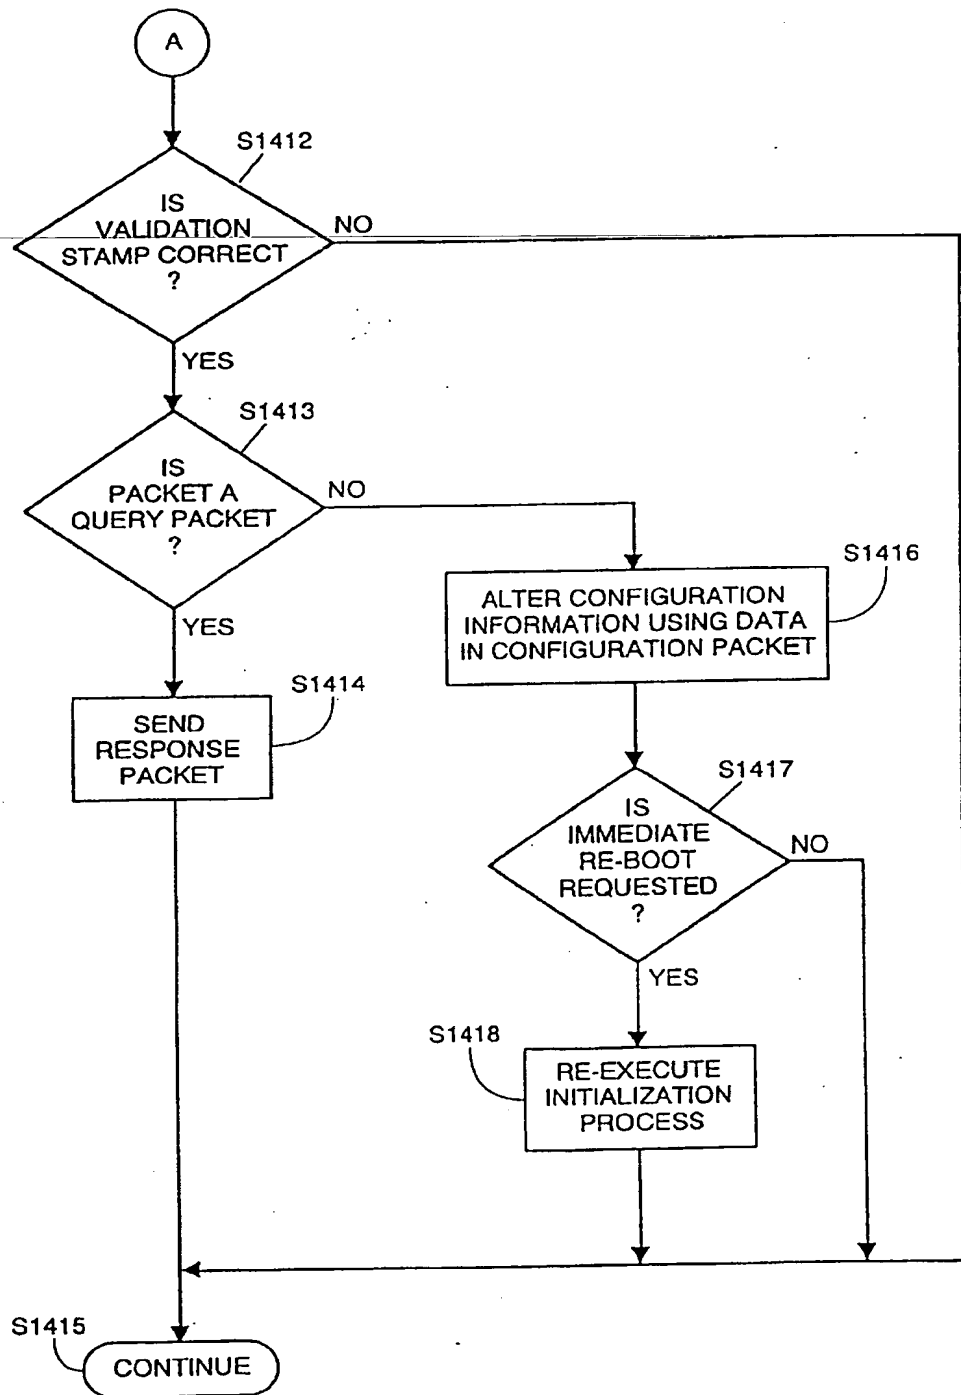 A
S1412
IS
VALIDATION
STAMP CORRECT
?
NO
YES
S1413
IS
PACKET A
QUERY PACKET
?
NO
YES
S1416
ALTER CONFIGURATION
INFORMATION USING DATA
IN CONFIGURATION PACKET
S1414
SEND
RESPONSE
PACKET
S1417
IS
IMMEDIATE
RE-BOOT
REQUESTED
?
NO
YES
S1418
RE-EXECUTE
INITIALIZATION
PROCESS
S1415
CONTINUE